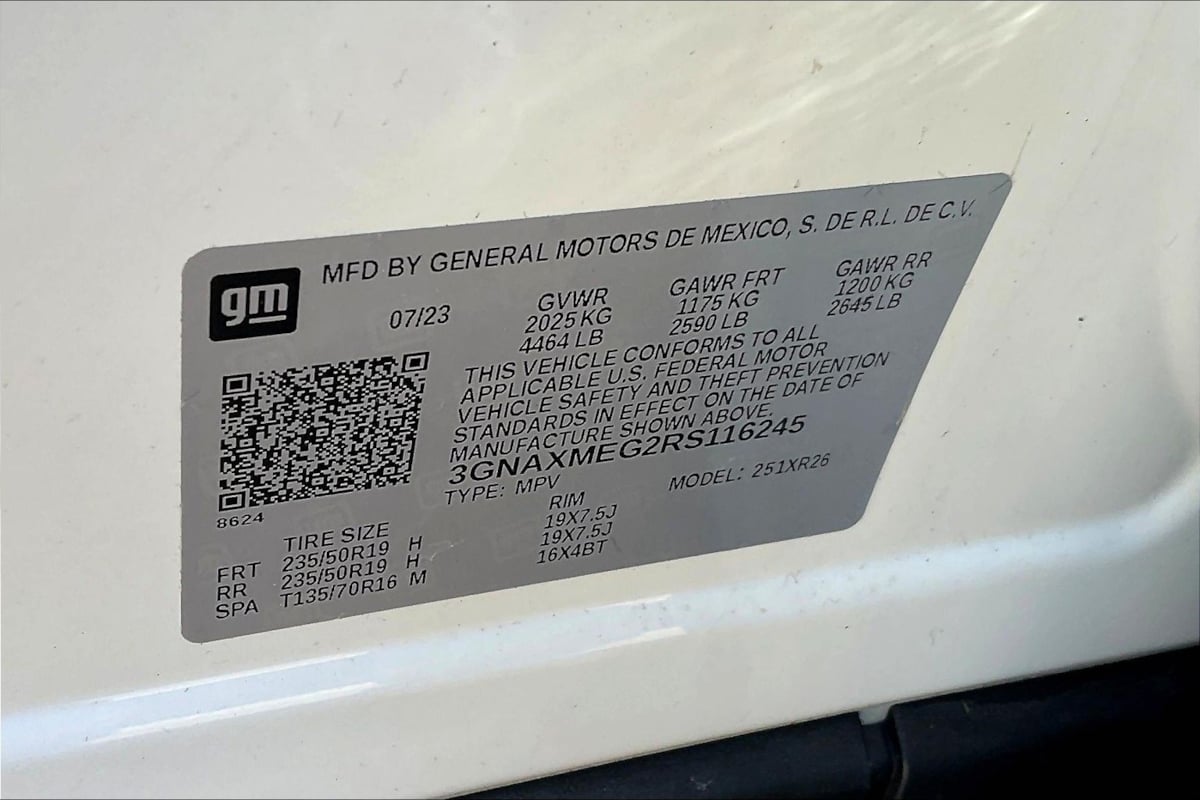 gm
MFD BY GENERAL MOTORS DE MEXICO, S. DE R.L. DE C.V.
07/23
GVWR
2025 KG
4464 LB
GAWR FRT
1175 KG
2590 LB
GAWR RR
1200 KG
2645 LB
THIS VEHICLE CONFORMS TO ALL
APPLICABLE U.S. FEDERAL MOTOR
VEHICLE SAFETY AND THEFT PREVENTION
STANDARDS IN EFFECT ON THE DATE OF
MANUFACTURE SHOWN ABOVE.
3GNAXMEG2RS116245
TYPE: MPV MODEL: 251XR26
8624
TIRE SIZE RIM
FRT 235/50R19 H 19X7.5J
RR 235/50R19 H 19X7.5J
SPA T135/70R16 M 16X4BT